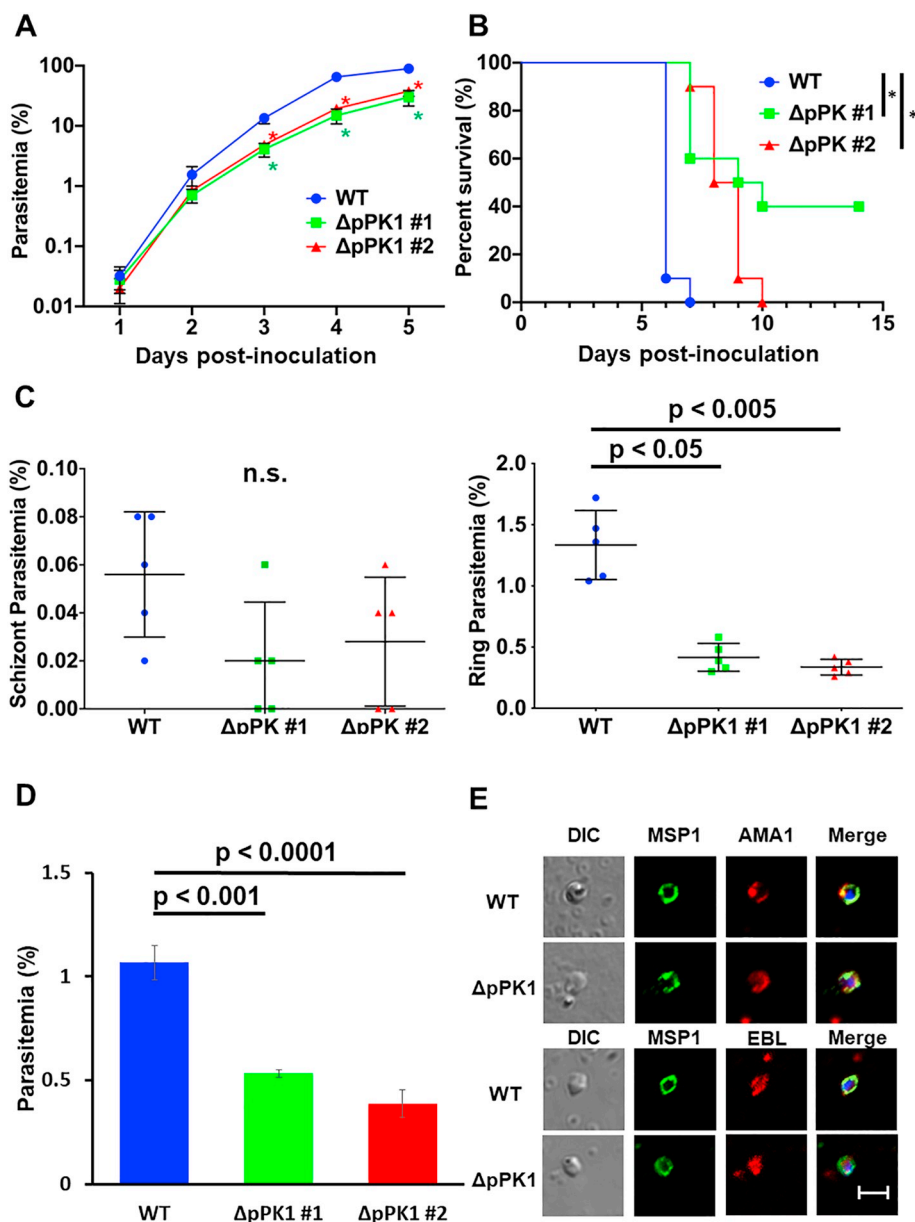 A
Parasitemia (%)
100
10
1
0.1
0.01
WT
ΔpPK1 #1
ΔpPK1 #2
*
*
*
*
*
*
1 2 3 4 5
Days post-inoculation
B
Percent survival
100
80
60
40
20
0
WT
ΔpPK #1
ΔpPK #2
*
*
0 5 10 15
Days post-inoculation
C
Schizont Parasitemia (%)
0.10
0.08
0.06
0.04
0.02
0.00
n.s.
WT ΔpPK #1 ΔpPK #2
p < 0.005
p < 0.05
Ring Parasitemia (%)
2.0
1.5
1.0
0.5
0.0
WT ΔpPK1 #1 ΔpPK1 #2
D
p < 0.0001
p < 0.001
Parasitemia (%)
1.5
1
0.5
0
WT ΔpPK1 #1 ΔpPK1 #2
E
DIC MSP1 AMA1 Merge
WT
ΔpPK1
DIC MSP1 EBL Merge
WT
ΔpPK1